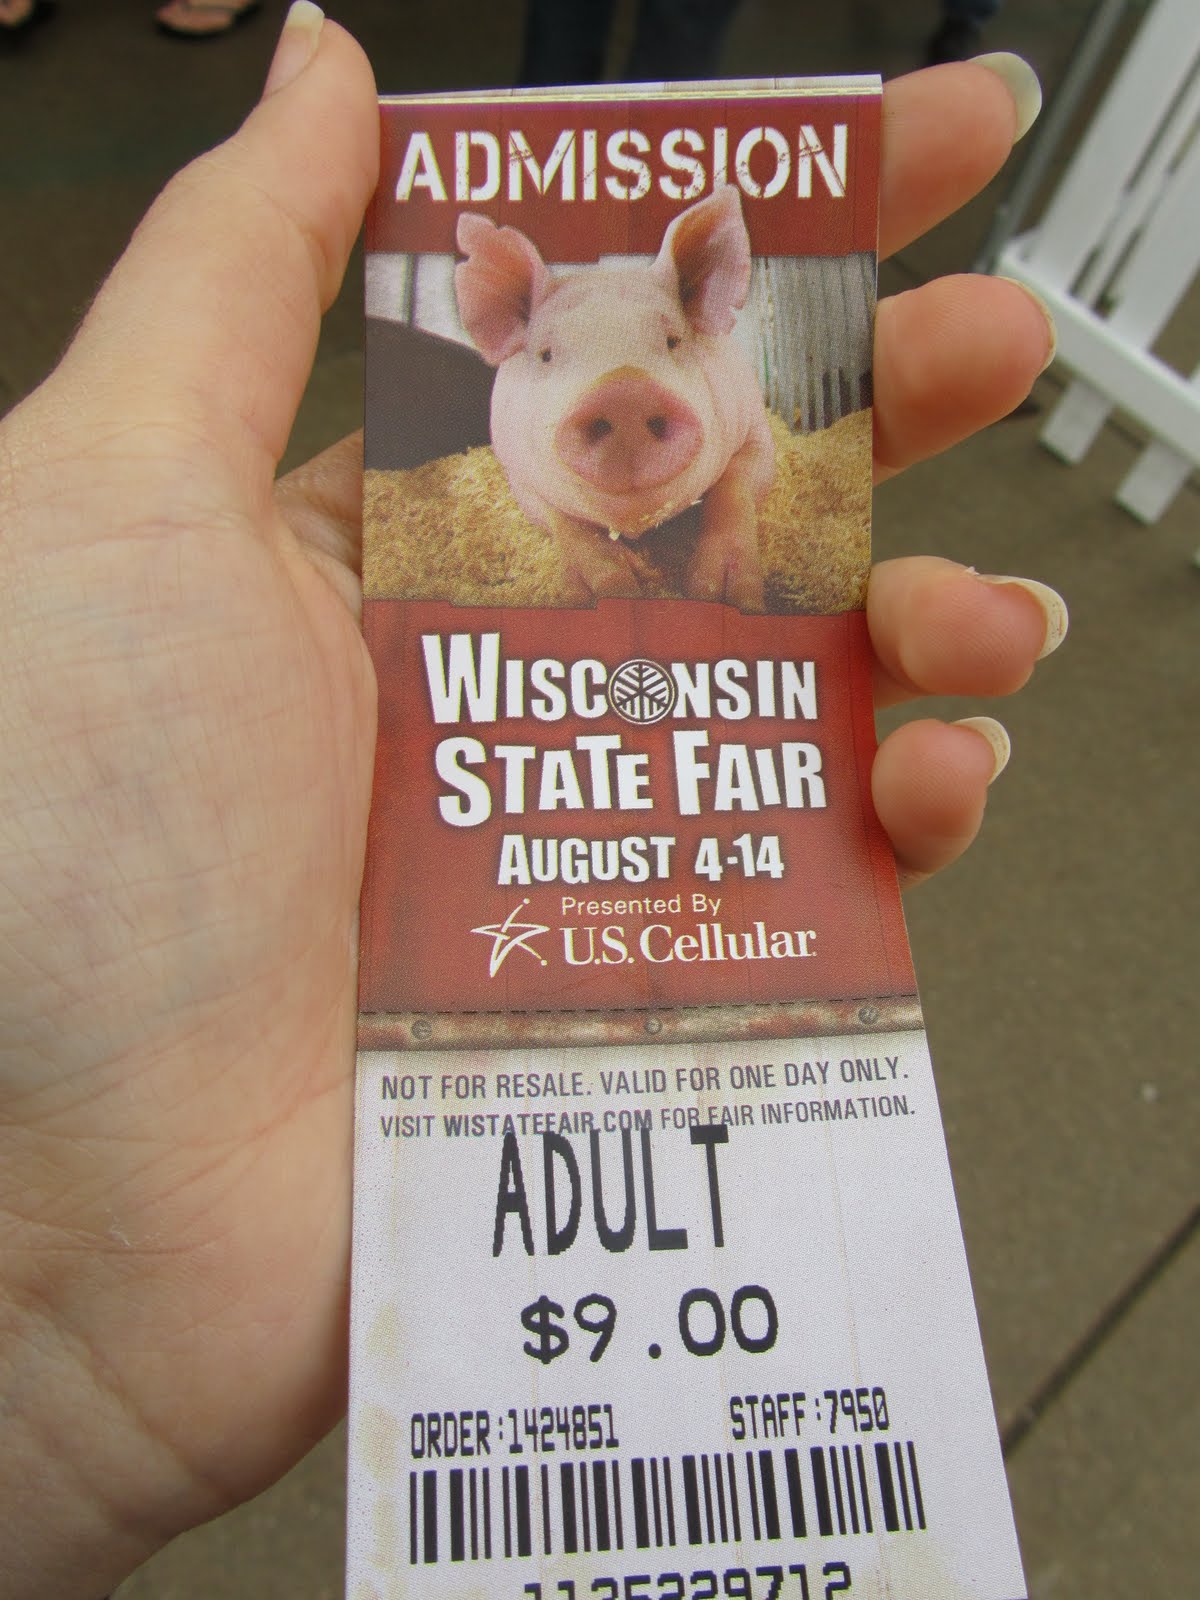 ADMISSION
WISCONSIN
STATE FAIR
AUGUST 4-14
Presented By
U.S. Cellular
NOT FOR RESALE. VALID FOR ONE DAY ONLY.
VISIT WISTATEFAIR.COM FOR FAIR INFORMATION.
ADULT
$9.00
ORDER:1424851 STAFF:7950
1135229712